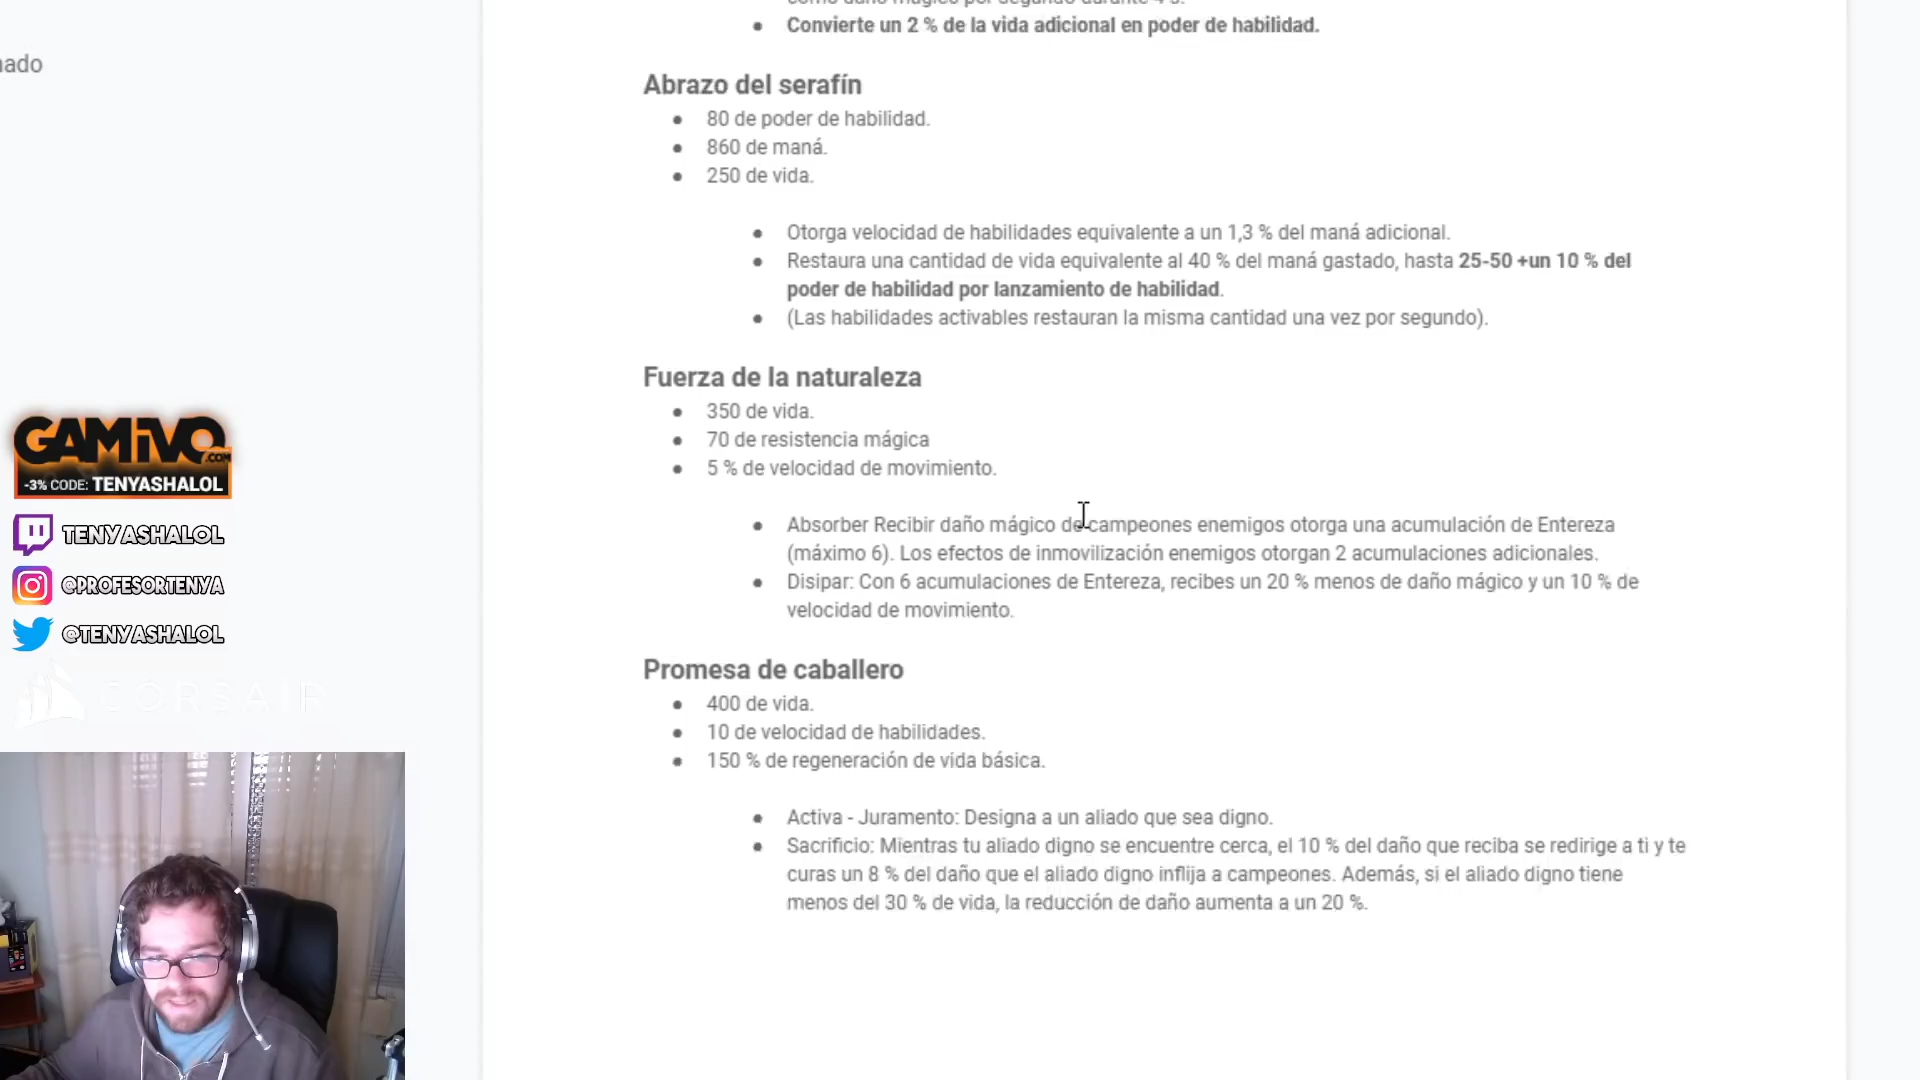 Convierte un 2 % de la vida adicional en poder de habilidad.
Abrazo del serafín
80 de poder de habilidad.
860 de maná.
250 de vida.
Otorga velocidad de habilidades equivalente a un 1,3 % del maná adicional.
Restaura una cantidad de vida equivalente al 40 % del maná gastado, hasta 25-50 +un 10 % del
poder de habilidad por lanzamiento de habilidad.
(Las habilidades activables restauran la misma cantidad una vez por segundo).
Fuerza de la naturaleza
350 de vida.
70 de resistencia mágica
5 % de velocidad de movimiento.
Absorber Recibir daño mágico de campeones enemigos otorga una acumulación de Entereza
(máximo 6). Los efectos de inmovilización enemigos otorgan 2 acumulaciones adicionales.
Disipar: Con 6 acumulaciones de Entereza, recibes un 20 % menos de daño mágico y un 10 % de
velocidad de movimiento.
Promesa de caballero
400 de vida.
10 de velocidad de habilidades.
150 % de regeneración de vida básica.
Activa - Juramento: Designa a un aliado que sea digno.
Sacrificio: Mientras tu aliado digno se encuentre cerca, el 10 % del daño que reciba se redirige a ti y te
curas un 8 % del daño que el aliado digno inflija a campeones. Además, si el aliado digno tiene
menos del 30 % de vida, la reducción de daño aumenta a un 20 %.
GAMIVO
.COM
-3% CODE: TENYASHALOL
TENYASHALOL
@PROFESORTENYA
@TENYASHALOL
CORSAIR